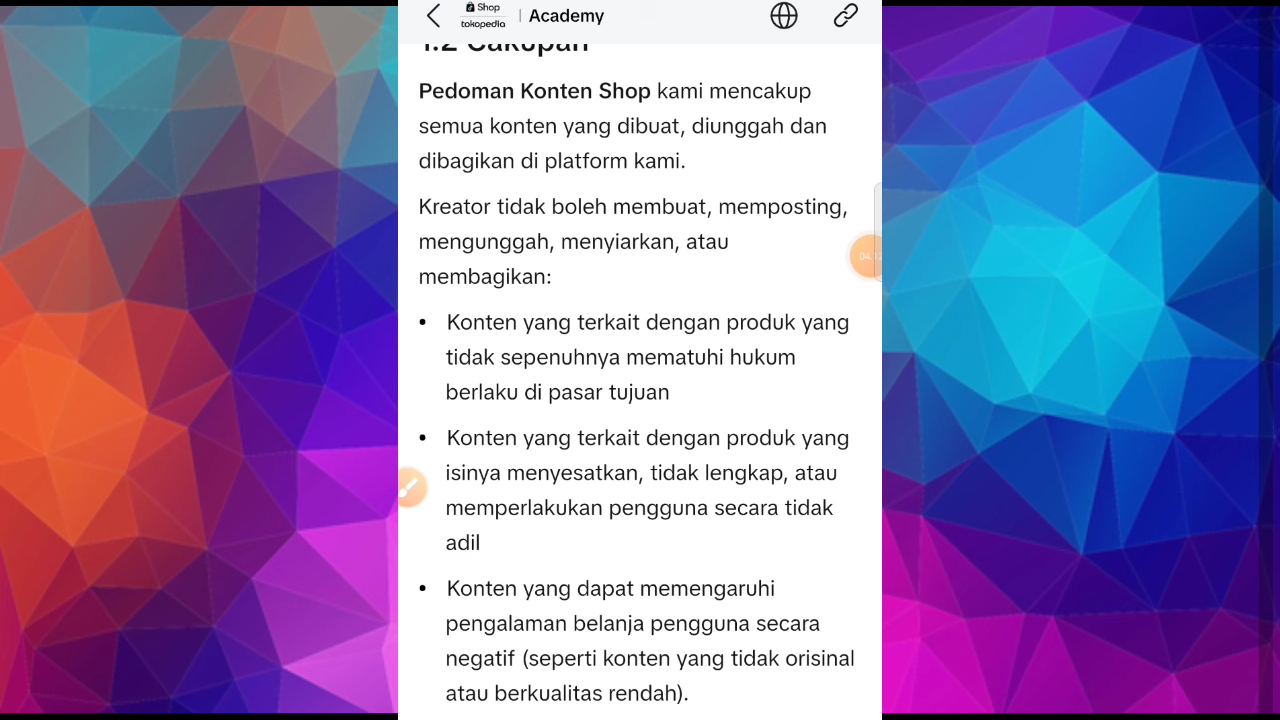 Shop
tokopedia
| Academy
1.2 Cakupan
Pedoman Konten Shop kami mencakup
semua konten yang dibuat, diunggah dan
dibagikan di platform kami.
Kreator tidak boleh membuat, memposting,
mengunggah, menyiarkan, atau
membagikan:
• Konten yang terkait dengan produk yang
tidak sepenuhnya mematuhi hukum
berlaku di pasar tujuan
• Konten yang terkait dengan produk yang
isinya menyesatkan, tidak lengkap, atau
memperlakukan pengguna secara tidak
adil
• Konten yang dapat memengaruhi
pengalaman belanja pengguna secara
negatif (seperti konten yang tidak orisinal
atau berkualitas rendah).